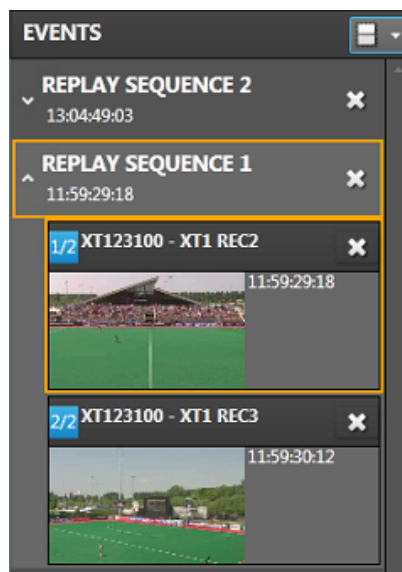 EVENTS
REPLAY SEQUENCE 2
13:04:49:03
REPLAY SEQUENCE 1
11:59:29:18
1/2 XT123100 - XT1 REC2
11:59:29:18
2/2 XT123100 - XT1 REC3
11:59:30:12